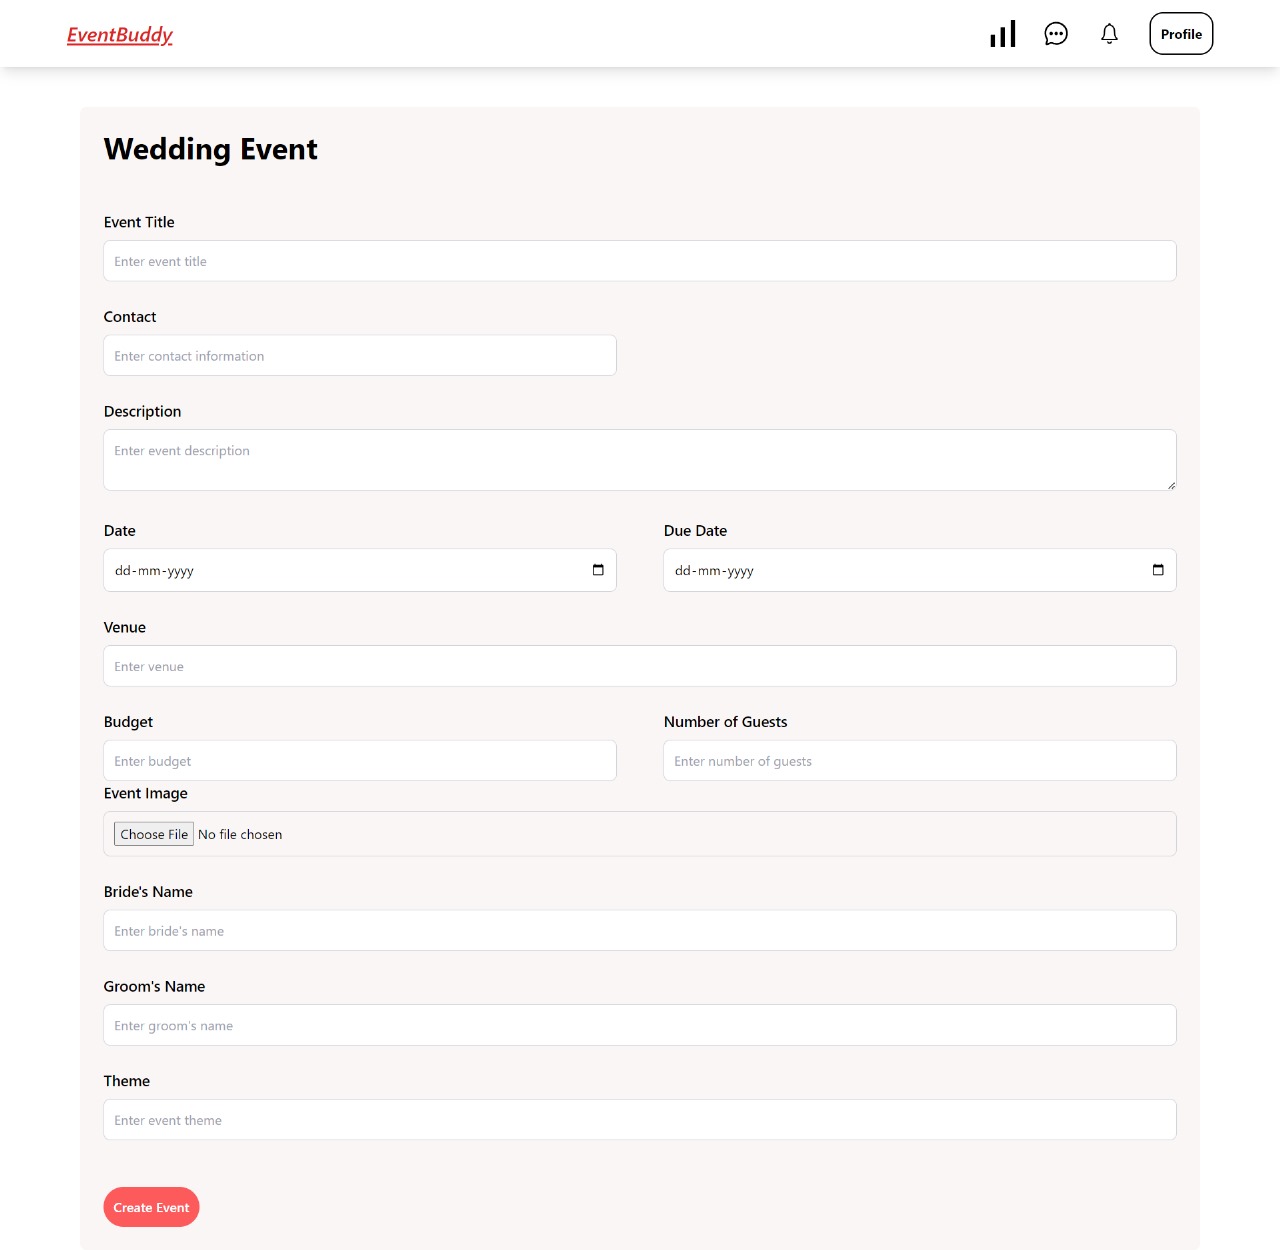 EventBuddy
Profile
Wedding Event
Event Title
Enter event title
Contact
Enter contact information
Description
Enter event description
Date
Due Date
dd-mm-yyyy
dd-mm-yyyy
Venue
Enter venue
Budget
Number of Guests
Enter budget
Enter number of guests
Event Image
Choose File No file chosen
Bride's Name
Enter bride's name
Groom's Name
Enter groom's name
Theme
Enter event theme
Create Event